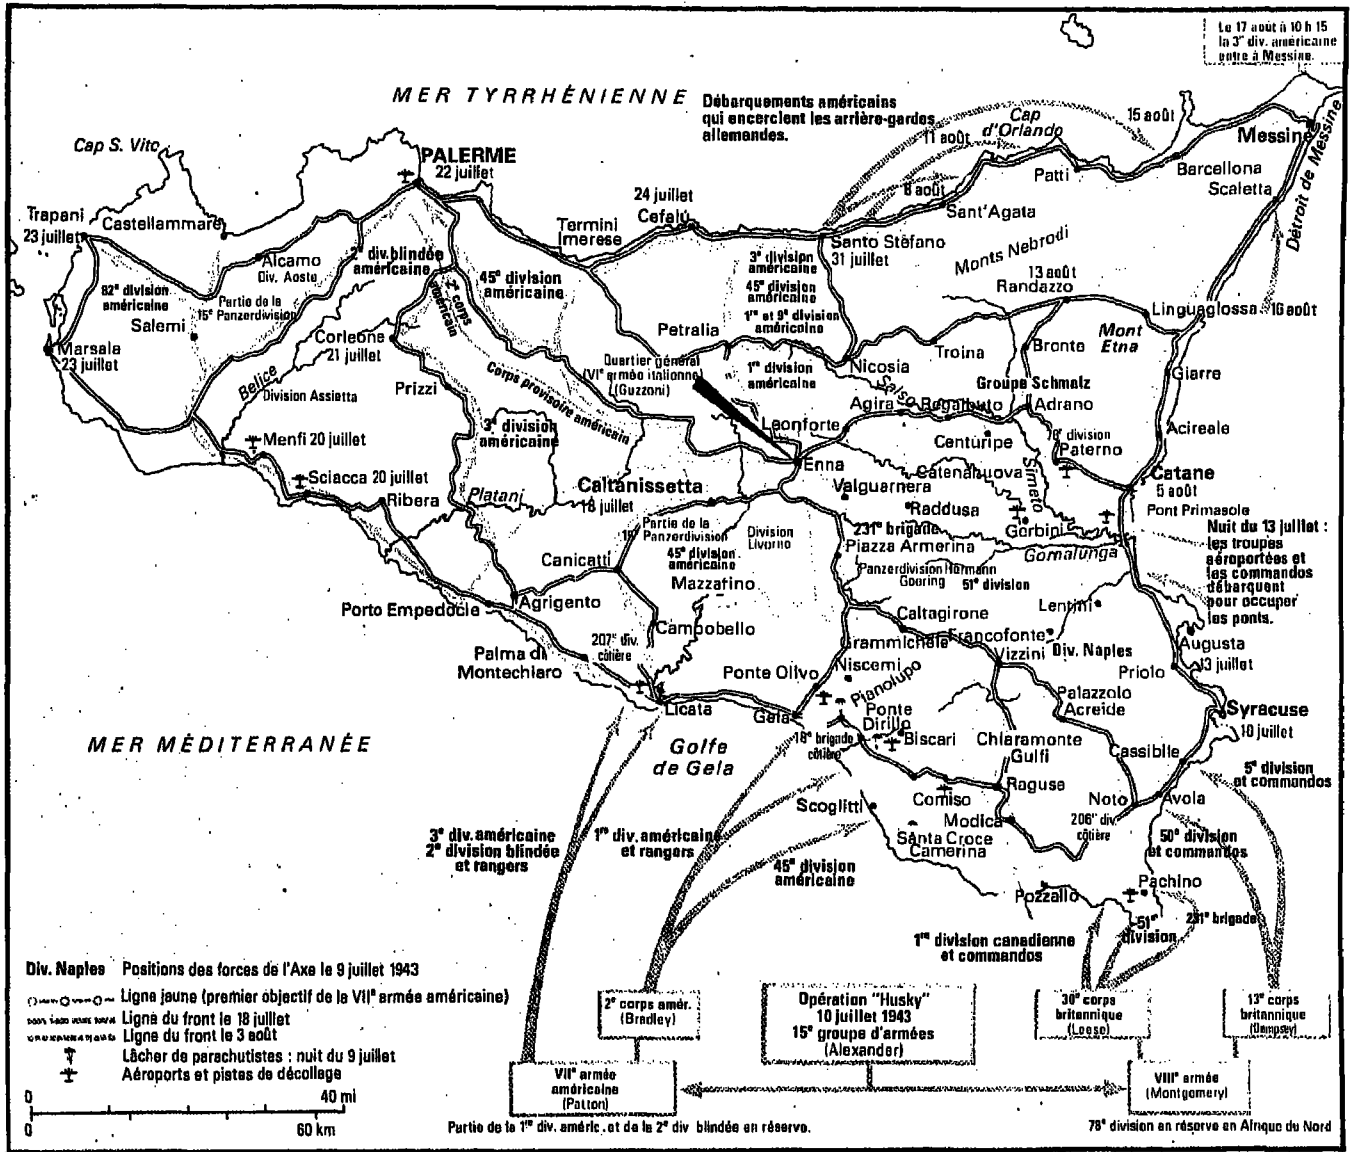 Le 17 août à 10 h 15
la 3e div. américaine
entre à Messine.
MER TYRRHÉNIENNE
Débarquements américains
qui encerclent les arrière-gardes
allemandes.
15 août
Cap
d'Orlando
11 août
8 août
Messine
Détroit de Messine
Cap S. Vito
PALERME
22 juillet
Patti
Barcellona
Scaletta
Trapani
23 juillet
Castellammare
24 juillet
Cefalú
Termini
Imerese
Sant'Agata
Santo Stéfano
31 juillet
Monts Nebrodi
Alcamo
Div. Aosta
2e div. blindée
américaine
45e division
américaine
3e division
américaine
45e division
américaine
1re et 9e division
américaine
13 août
Randazzo
82e division
américaine
Partie de la
15e Panzerdivision
2e corps
américain
Linguaglossa
16 août
Salemi
Corleone
21 juillet
Petralia
Troina
Bronte
Mont
Etna
Marsala
23 juillet
Quartier général
(VIe armée italienne)
(Guzzoni)
1re division
américaine
Nicosia
Giarre
Belice
Division Assietta
Prizzi
Corps provisoire américain
Salso
Groupe Schmalz
Agira
Regalbuto
Adrano
3e division
américaine
Leonforte
Centuripe
division
Paterno
Acireale
Menfi 20 juillet
Enna
Catenanuova
Simeto
Catane
5 août
Sciacca 20 juillet
Ribera
Platani
Caltanissetta
18 juillet
Valguarnera
Raddusa
Gerbini
Pont Primasole
Partie de la
15e Panzerdivision
45e division
américaine
Division
Livorno
231e brigade
Piazza Armerina
Gornalunga
Nuit du 13 juillet :
les troupes
aéroportées et
les commandos
débarquent
pour occuper
les ponts.
Canicatti
Mazzarino
Panzerdivision Hermann
Goering
51e division
Porto Empedocle
Agrigento
Campobello
Caltagirone
Lentini
207e div.
côtière
Grammichele
Francofonte
Vizzini
Div. Naples
Augusta
13 juillet
Palma di
Montechiaro
Ponte Olivo
Niscemi
Priolo
Pianolupo
Palazzolo
Acreide
Licata
Gela
Ponte
Dirillo
Syracuse
10 juillet
MER MÉDITERRANÉE
Golfe
de Gela
18e brigade
côtière
Biscari
Chiaramonte
Gulfi
Cassibile
5e division
et commandos
Scoglitti
Comiso
Raguse
Noto
Avola
3e div. américaine
2e division blindée
et rangers
1re div. américaine
et rangers
Santa Croce
Camerina
Modica
206e div.
côtière
50e division
et commandos
45e division
américaine
Pozzallo
Pachino
1re division canadienne
et commandos
51e
division
231e brigade
Div. Naples Positions des forces de l'Axe le 9 juillet 1943
Ligne jaune (premier objectif de la VIIe armée américaine)
Ligne du front le 18 juillet
Ligne du front le 3 août
Lâcher de parachutistes : nuit du 9 juillet
Aéroports et pistes de décollage
0 40 mi
0 60 km
2e corps amér.
(Bradley)
Opération "Husky"
10 juillet 1943
15e groupe d'armées
(Alexander)
30e corps
britannique
(Leese)
13e corps
britannique
(Dempsey)
VIIe armée
américaine
(Patton)
VIIIe armée
(Montgomery)
Partie de la 1re div. améric. et de la 2e div blindée en réserve.
78e division en réserve en Afrique du Nord